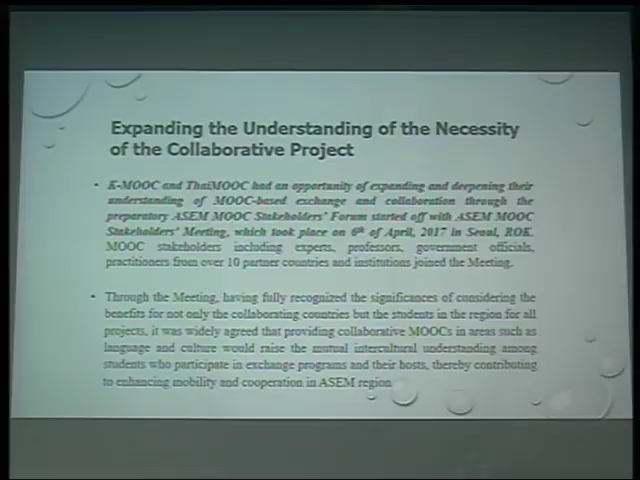 Expanding the Understanding of the Necessity
of the Collaborative Project
• K-MOOC and ThaiMOOC had an opportunity of expanding and deepening their
understanding of MOOC-based exchange and collaboration through the
preparatory ASEM MOOC Stakeholders' Forum started off with ASEM MOOC
Stakeholders' Meeting, which took place on 6th of April, 2017 in Seoul, ROK.
MOOC stakeholders including experts, professors, government officials,
practitioners from over 10 partner countries and institutions joined the Meeting.
• Through the Meeting, having fully recognized the significances of considering the
benefits for not only the collaborating countries but the students in the region for all
projects, it was widely agreed that providing collaborative MOOCs in areas such as
language and culture would raise the mutual intercultural understanding among
students who participate in exchange programs and their hosts, thereby contributing
to enhancing mobility and cooperation in ASEM region